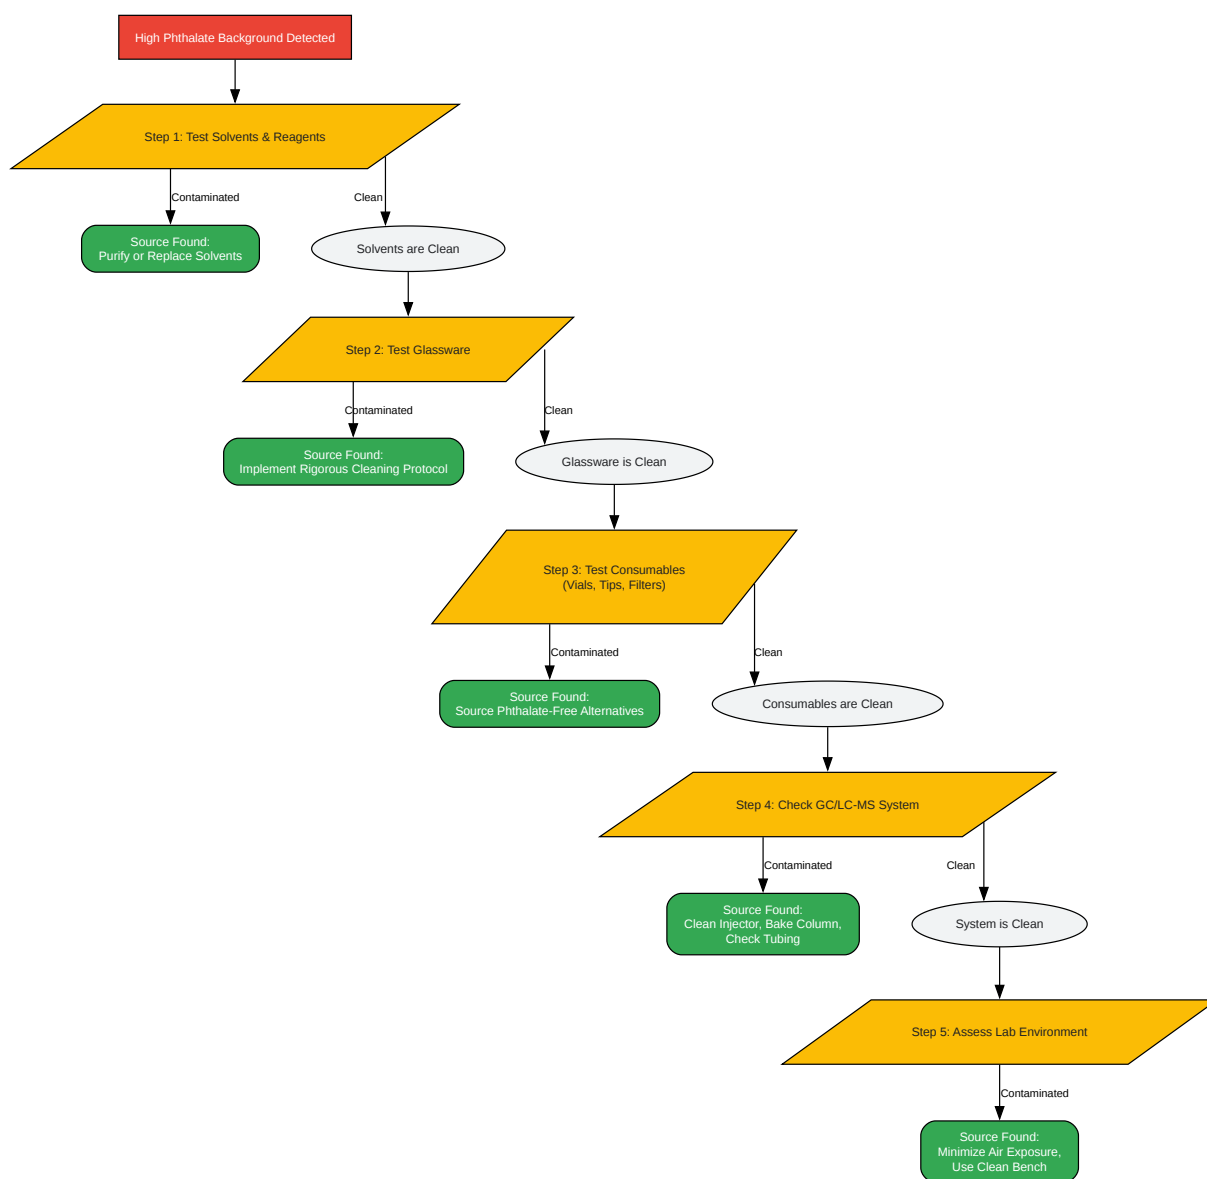 High Phthalate Background Detected
Step 1: Test Solvents & Reagents
Contaminated
Clean
Source Found:
Purify or Replace Solvents
Solvents are Clean
Step 2: Test Glassware
Contaminated
Clean
Source Found:
Implement Rigorous Cleaning Protocol
Glassware is Clean
Step 3: Test Consumables
(Vials, Tips, Filters)
Contaminated
Clean
Source Found:
Source Phthalate-Free Alternatives
Consumables are Clean
Step 4: Check GC/LC-MS System
Contaminated
Clean
Source Found:
Clean Injector, Bake Column,
Check Tubing
System is Clean
Step 5: Assess Lab Environment
Contaminated
Source Found:
Minimize Air Exposure,
Use Clean Bench